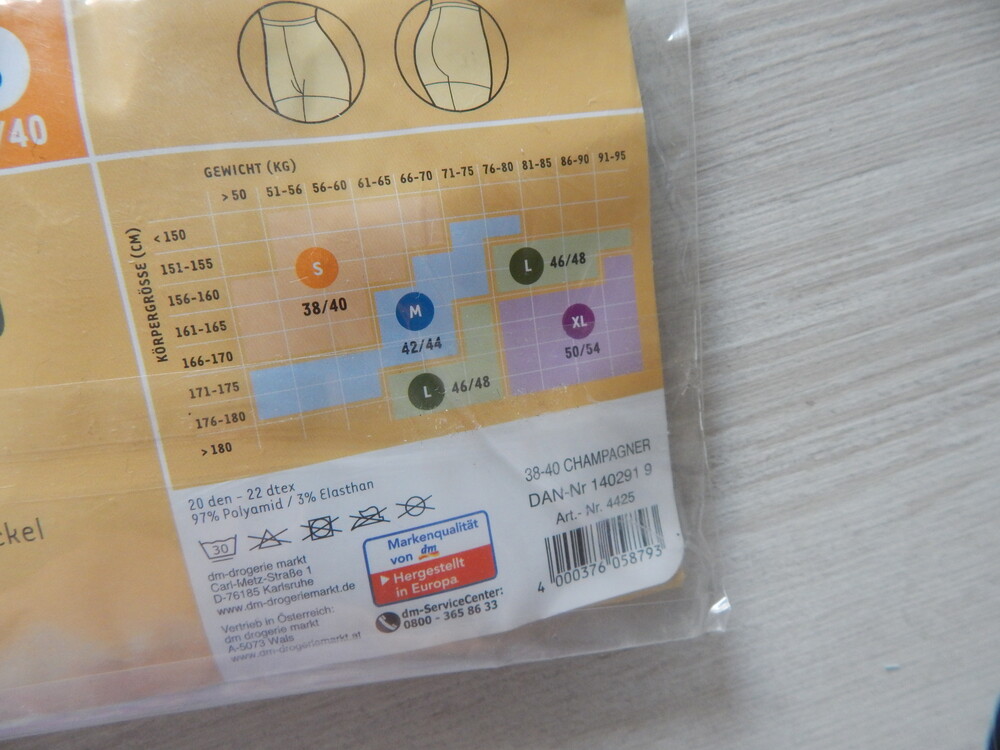 /40
GEWICHT (KG)
> 50 51-56 56-60 61-65 66-70 71-75 76-80 81-85 86-90 91-95
KÖRPERGRÖSSE (CM)
< 150
151-155
156-160
161-165
166-170
171-175
176-180
> 180
S
38/40
M
42/44
L 46/48
L 46/48
XL
50/54
ckel
20 den - 22 dtex
97% Polyamid / 3% Elasthan
30
dm-drogerie markt
Carl-Metz-Straße 1
D-76185 Karlsruhe
www.dm-drogeriemarkt.de
Vertrieb in Österreich:
dm drogerie markt
A-5073 Wals
www.dm-drogeriemarkt.at
Markenqualität
von dm
Hergestellt
in Europa
dm-ServiceCenter:
0800 - 365 86 33
38-40 CHAMPAGNER
DAN-Nr 140291 9
Art.- Nr. 4425
4 000376 058793